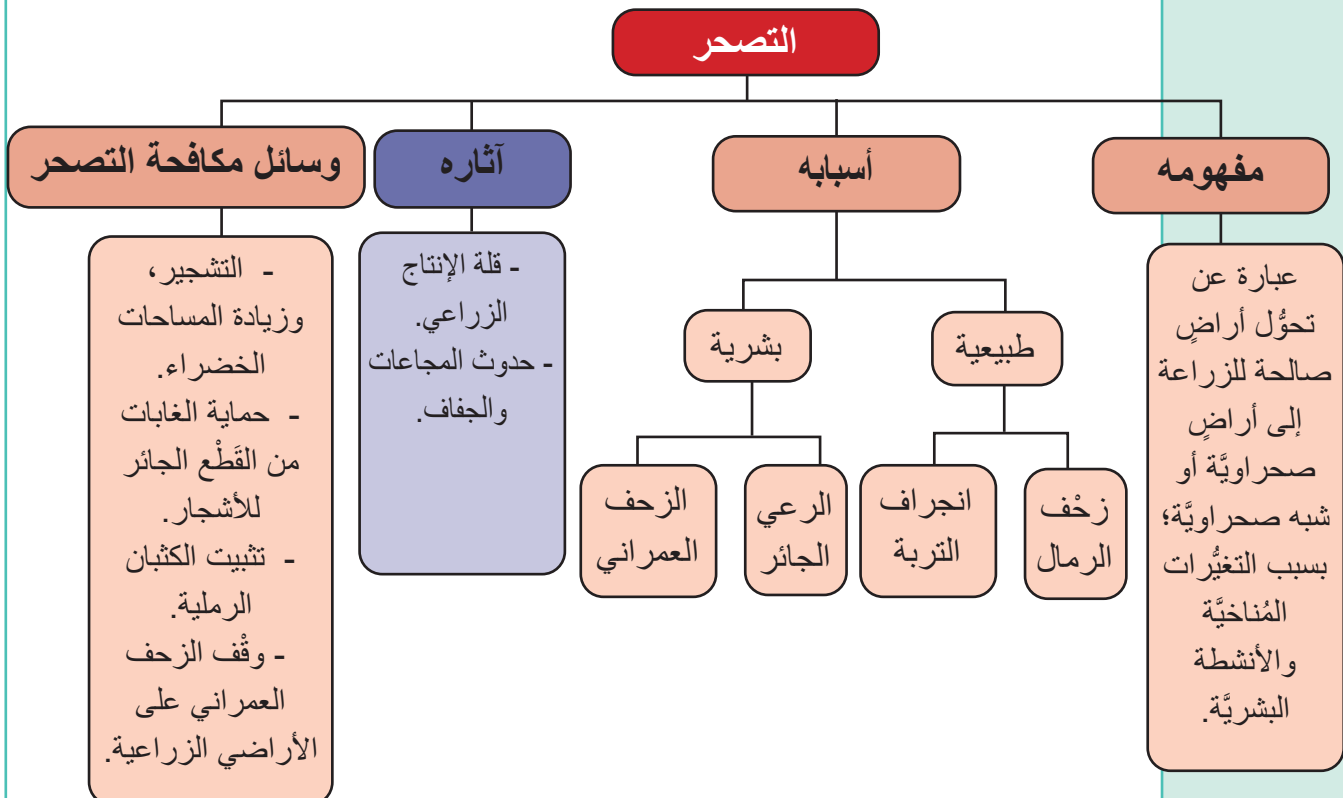 التصحر
مفهومه
عبارة عن
تحوُّل أراضٍ
صالحة للزراعة
إلى أراضٍ
صحراويَّة أو
شبه صحراويَّة؛
بسبب التغيُّرات
المُناخيَّة
والأنشطة
البشريَّة.
أسبابه
طبيعية
زحْف
الرمال
انجراف
التربة
بشرية
الرعي
الجائر
الزحف
العمراني
آثاره
- قلة الإنتاج
الزراعي.
- حدوث المجاعات
والجفاف.
وسائل مكافحة التصحر
- التشجير،
وزيادة المساحات
الخضراء.
- حماية الغابات
من القَطْع الجائر
للأشجار.
- تثبيت الكثبان
الرملية.
- وقْف الزحف
العمراني على
الأراضي الزراعية.